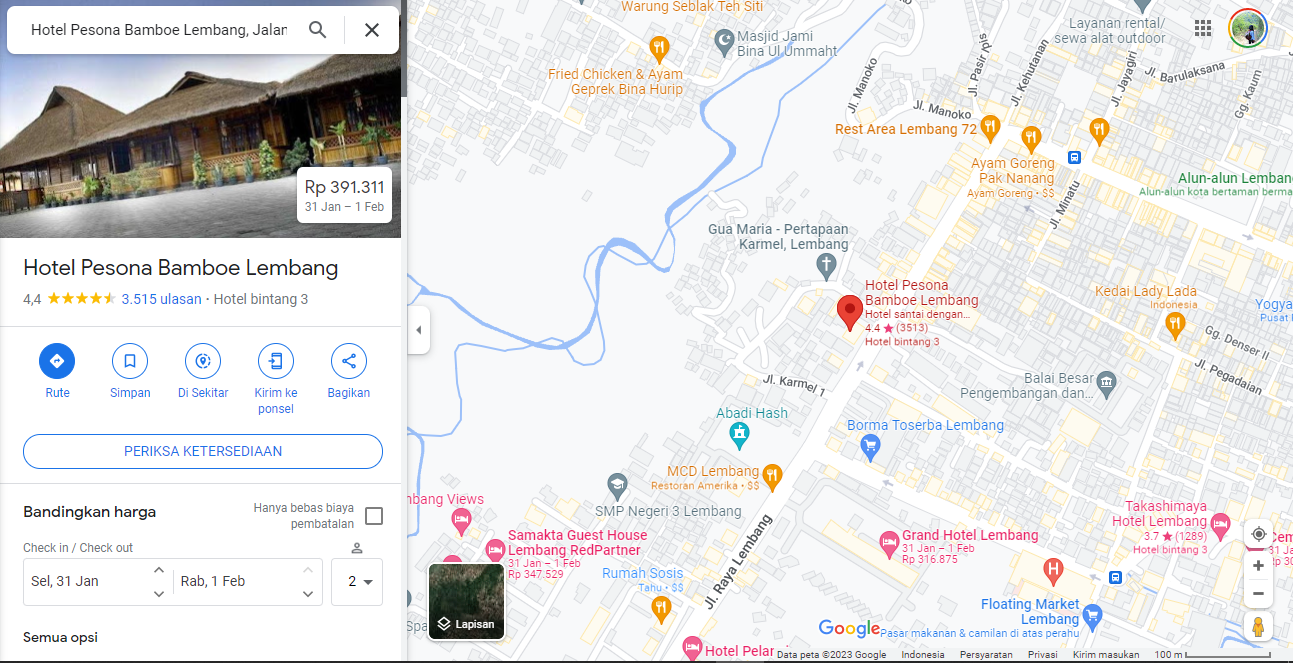 Hotel Pesona Bamboe Lembang, Jalan
Rp 391.311
31 Jan – 1 Feb
Hotel Pesona Bamboe Lembang
4,4
3.515 ulasan · Hotel bintang 3
Rute
Simpan
Di Sekitar
Kirim ke
ponsel
Bagikan
PERIKSA KETERSEDIAAN
Bandingkan harga
Hanya bebas biaya
pembatalan
Check in / Check out
Sel, 31 Jan
Rab, 1 Feb
2
Semua opsi
Warung Seblak Teh Siti
Masjid Jami
Bina Ul Ummaht
Layanan rental/
sewa alat outdoor
Fried Chicken & Ayam
Geprek Bina Hurip
Jl. Manoko
Jl. Pasir
Jl. Kehutanan
Jl. Jayagiri
Jl. Barulaksana
Gg. Kaum
Jl. Manoko
Rest Area Lembang 72
Ayam Goreng
Pak Nanang
Ayam Goreng • $$
Alun-alun Lemban
Alun-alun kota bertaman berma
Jl. Minatu
Gua Maria - Pertapaan
Karmel, Lembang
Hotel Pesona
Bamboe Lembang
Hotel santai dengan...
4.4 ★ (3513)
Hotel bintang 3
Kedai Lady Lada
Indonesia
Yogya
Pusat
Gg. Denser II
Jl. Pegadaian
Balai Besar
Pengembangan dan...
Jl. Karmel 1
Abadi Hash
Borma Toserba Lembang
MCD Lembang
Restoran Amerika • $$
SMP Negeri 3 Lembang
mbang Views
Samakta Guest House
Lembang RedPartner
31 Jan – 1 Feb
Rp 347.529
Takashimaya
Hotel Lembang
3.7 ★ (1289)
Hotel bintang 3
Grand Hotel Lembang
31 Jan – 1 Feb
Rp 316.875
Jl. Raya Lembang
Rumah Sosis
Tahu • $$
H
Floating Market
Lembang
Pasar makanan & camilan di atas perahu
Lapisan
Spa
Hotel Pelan
Google
Data peta ©2023 Google
Indonesia
Persyaratan
Privasi
Kirim masukan
100 m